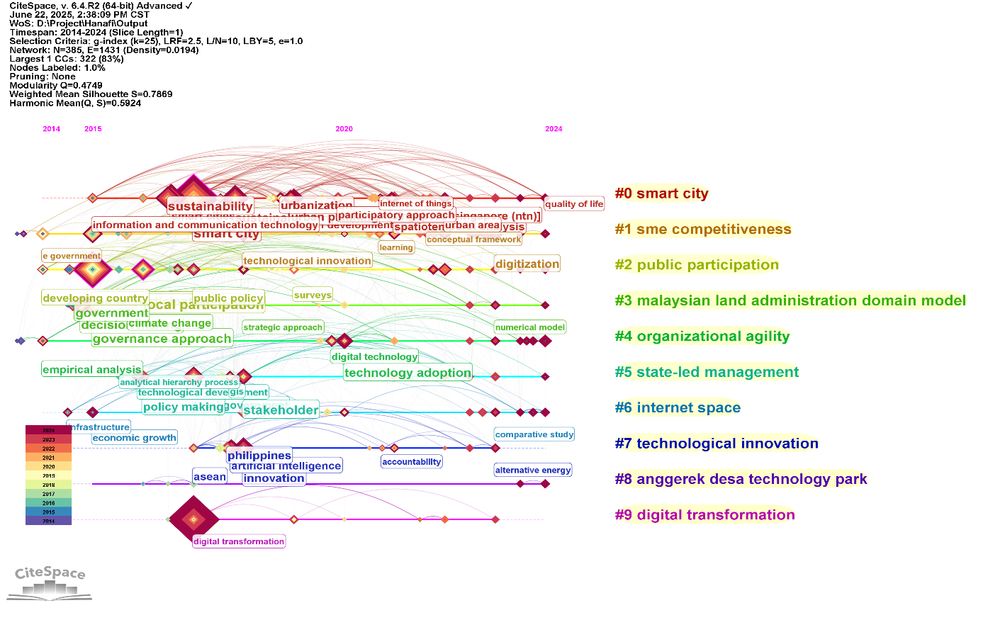 CiteSpace, v. 6.4.R2 (64-bit) Advanced ✓
June 22, 2025, 2:38:09 PM CST
WoS: D:\Project\Hanafi\Output
Timespan: 2014-2024 (Slice Length=1)
Selection Criteria: g-index (k=25), LRF=2.5, L/N=10, LBY=5, e=1.0
Network: N=385, E=1431 (Density=0.0194)
Largest 1 CCs: 322 (83%)
Nodes Labeled: 1.0%
Pruning: None
Modularity Q=0.4749
Weighted Mean Silhouette S=0.7869
Harmonic Mean(Q, S)=0.5924
2014 2015 2020 2024
#0 smart city
sustainability
urbanization
internet of things
quality of life
participatory approach
singapore (ntn)]
information and communication technology
development
urban area
smart city
#1 sme competitiveness
conceptual framework
learning
e government
technological innovation
digitization
#2 public participation
developing country
public policy
surveys
local participation
#3 malaysian land administration domain model
government
climate change
strategic approach
numerical model
governance approach
#4 organizational agility
digital technology
empirical analysis
technology adoption
#5 state-led management
analytical hierarchy process
technological development
gis
policy making
stakeholder
#6 internet space
infrastructure
economic growth
comparative study
#7 technological innovation
philippines
accountability
artificial intelligence
alternative energy
asean
innovation
#8 anggerek desa technology park
#9 digital transformation
digital transformation
2024
2023
2022
2021
2020
2019
2018
2017
2016
2015
2014
CiteSpace